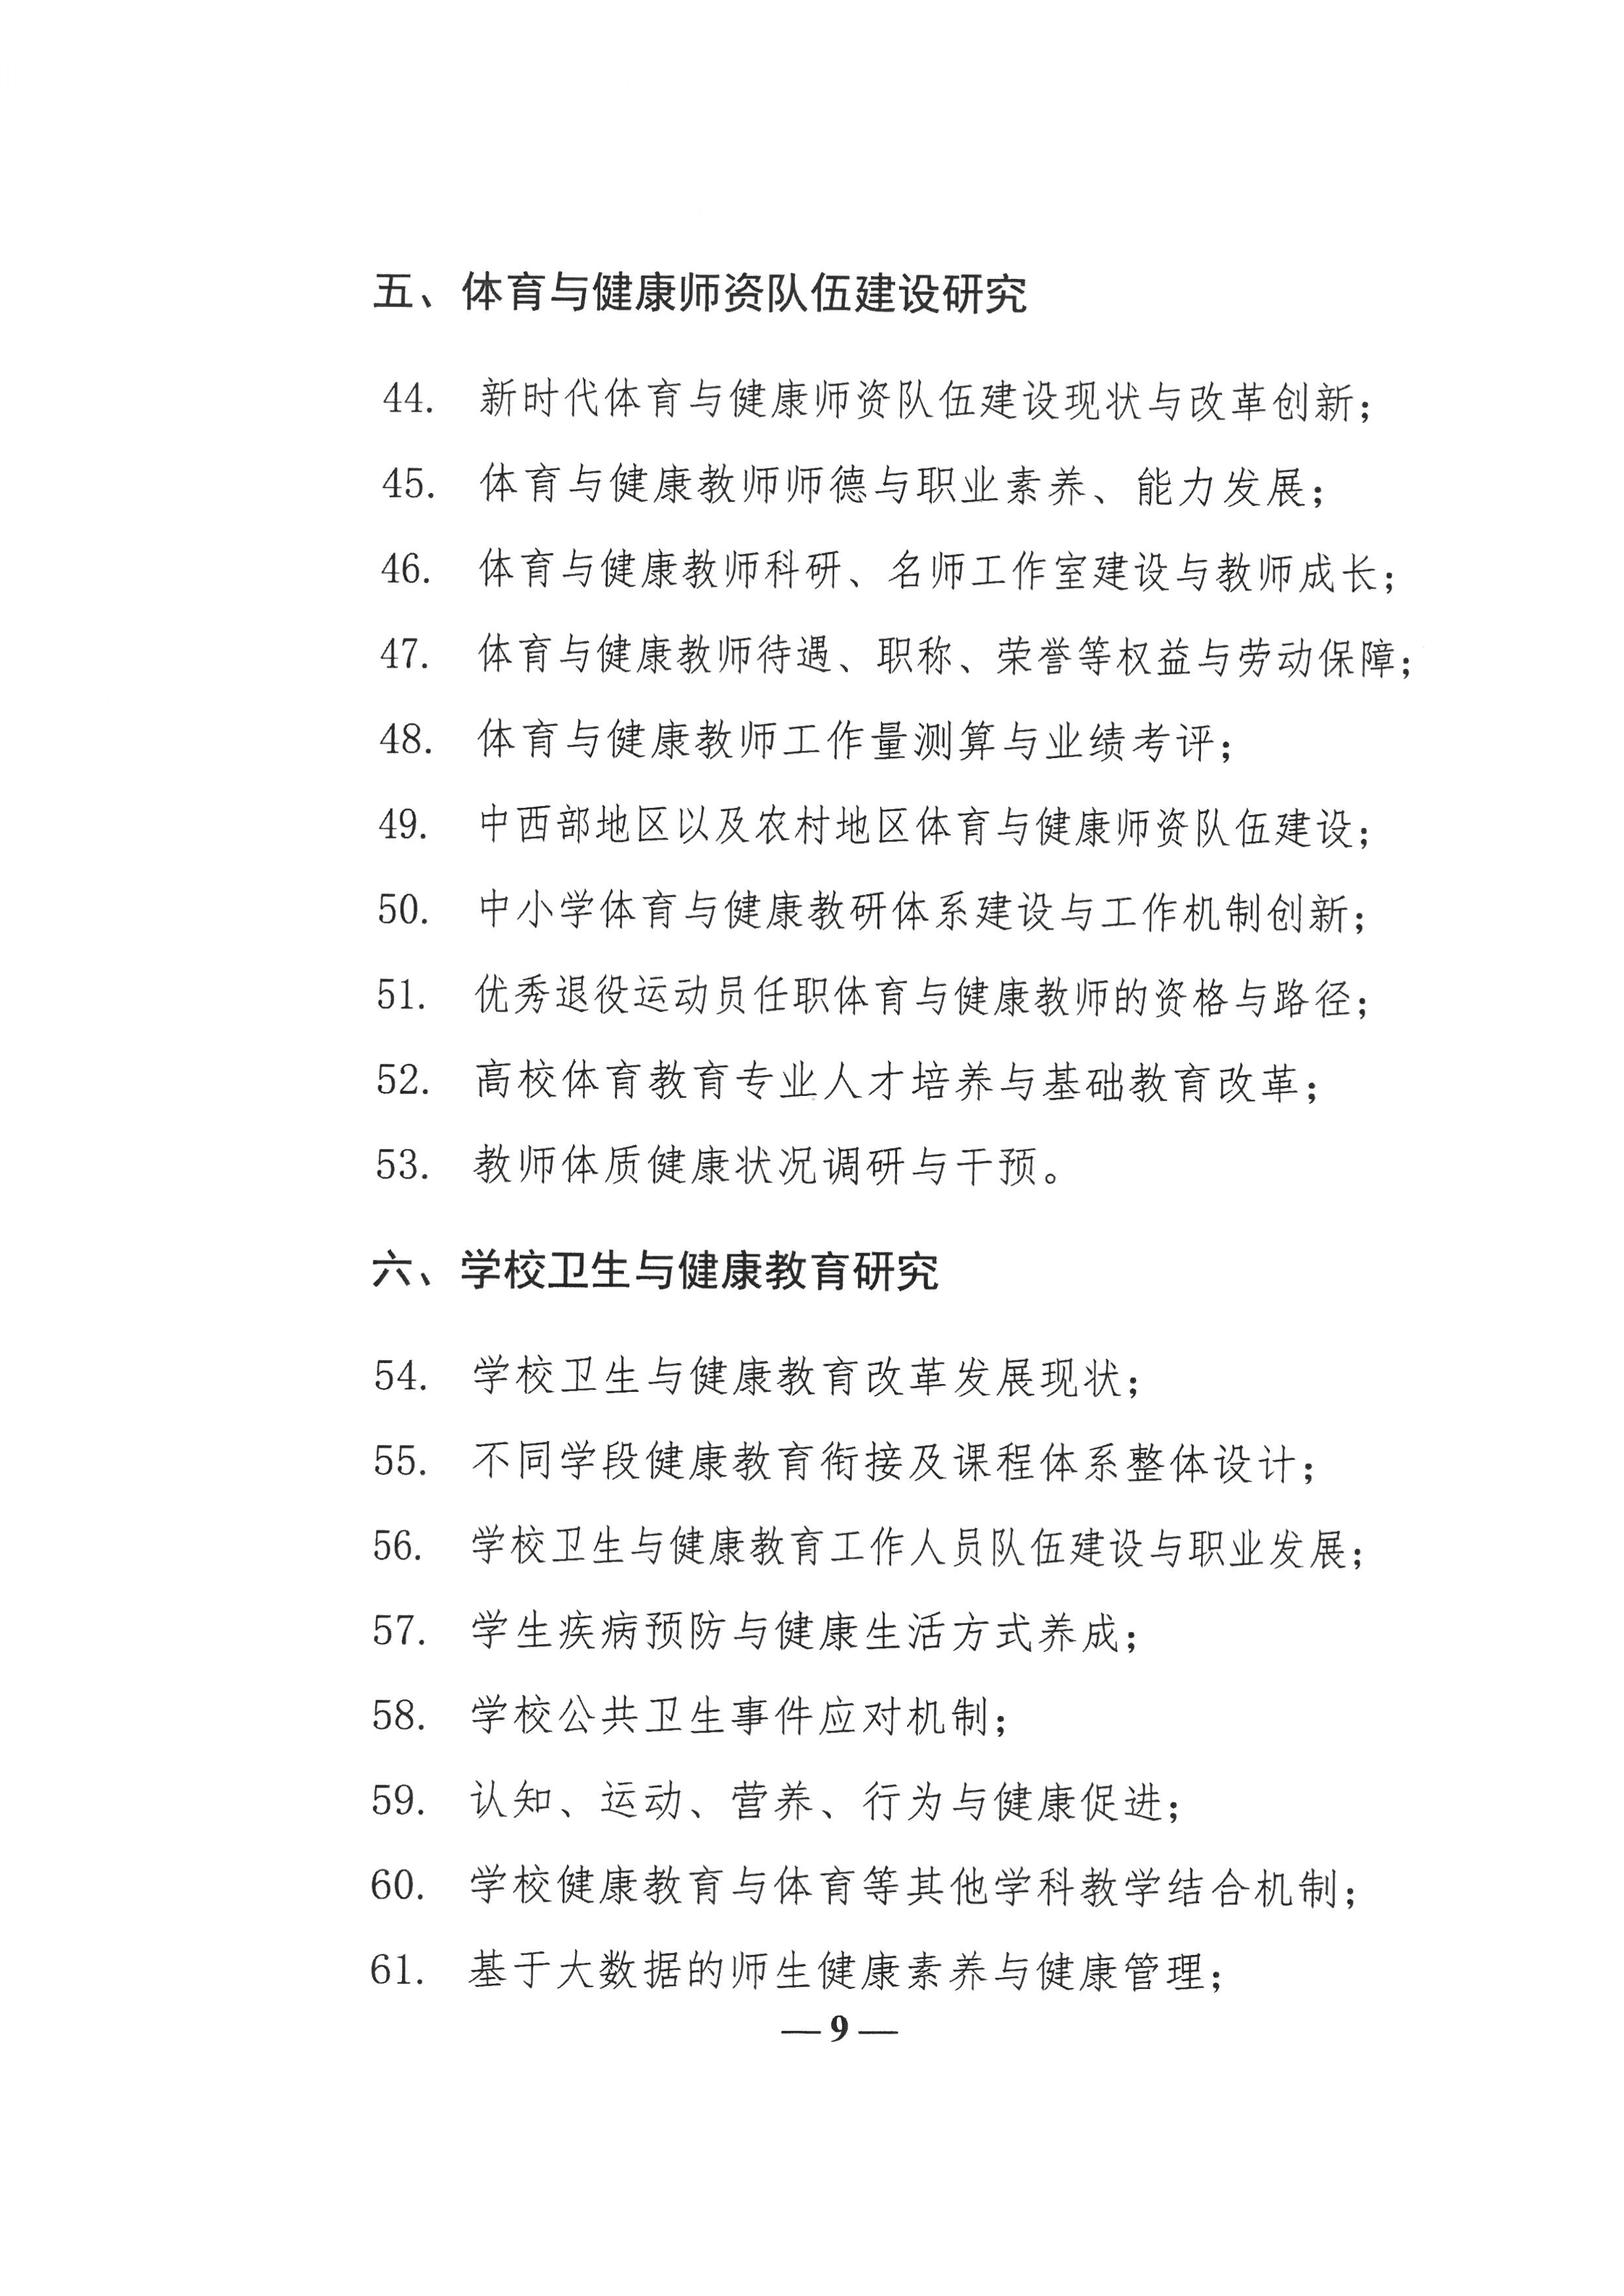 五、体育与健康师资队伍建设研究
44. 新时代体育与健康师资队伍建设现状与改革创新；
45. 体育与健康教师师德与职业素养、能力发展；
46. 体育与健康教师科研、名师工作室建设与教师成长；
47. 体育与健康教师待遇、职称、荣誉等权益与劳动保障；
48. 体育与健康教师工作量测算与业绩考评；
49. 中西部地区以及农村地区体育与健康师资队伍建设；
50. 中小学体育与健康教研体系建设与工作机制创新；
51. 优秀退役运动员任职体育与健康教师的资格与路径；
52. 高校体育教育专业人才培养与基础教育改革；
53. 教师体质健康状况调研与干预。
六、学校卫生与健康教育研究
54. 学校卫生与健康教育改革发展现状；
55. 不同学段健康教育衔接及课程体系整体设计；
56. 学校卫生与健康教育工作人员队伍建设与职业发展；
57. 学生疾病预防与健康生活方式养成；
58. 学校公共卫生事件应对机制；
59. 认知、运动、营养、行为与健康促进；
60. 学校健康教育与体育等其他学科教学结合机制；
61. 基于大数据的师生健康素养与健康管理；
— 9 —